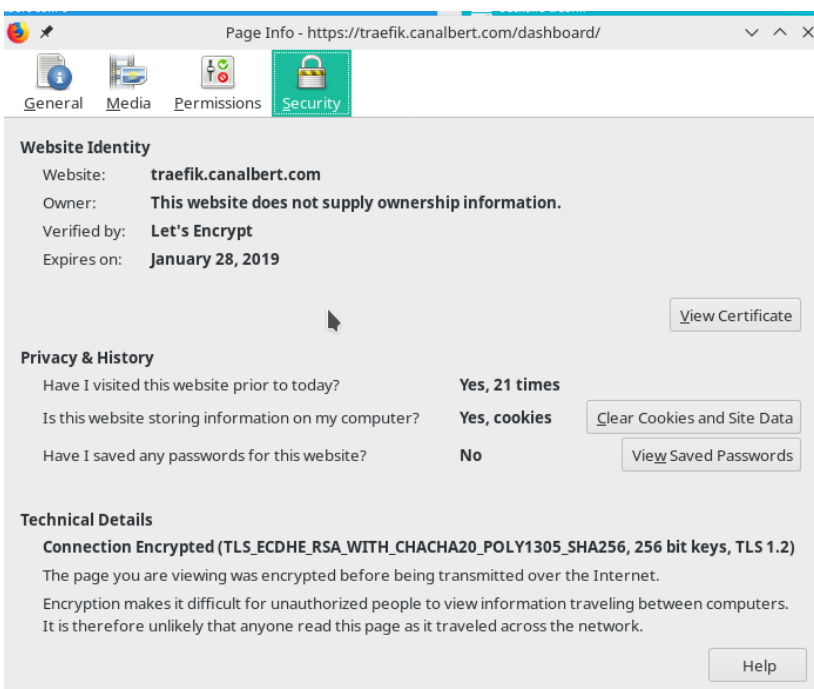 Page Info - https://traefik.canalbert.com/dashboard/
General Media Permissions Security
Website Identity
Website: traefik.canalbert.com
Owner: This website does not supply ownership information.
Verified by: Let's Encrypt
Expires on: January 28, 2019
View Certificate
Privacy & History
Have I visited this website prior to today? Yes, 21 times
Is this website storing information on my computer? Yes, cookies Clear Cookies and Site Data
Have I saved any passwords for this website? No View Saved Passwords
Technical Details
Connection Encrypted (TLS_ECDHE_RSA_WITH_CHACHA20_POLY1305_SHA256, 256 bit keys, TLS 1.2)
The page you are viewing was encrypted before being transmitted over the Internet.
Encryption makes it difficult for unauthorized people to view information traveling between computers.
It is therefore unlikely that anyone read this page as it traveled across the network.
Help